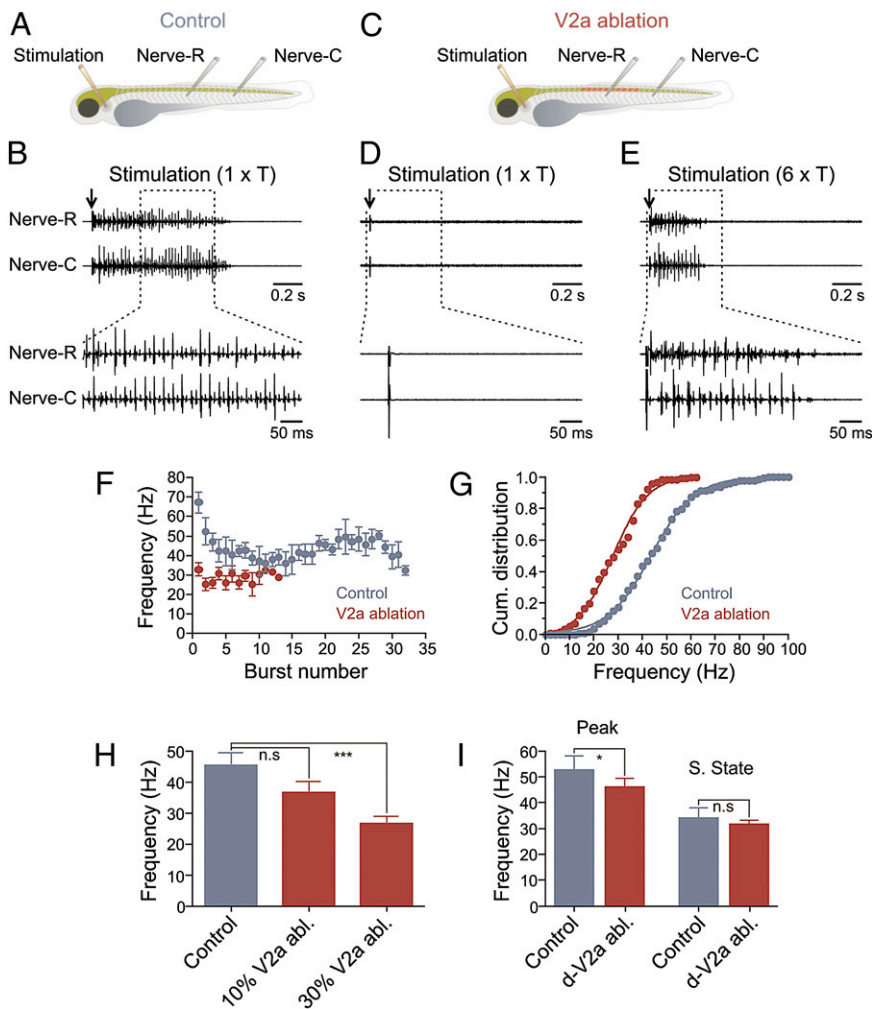 A Control C V2a ablation
Stimulation Nerve-R Nerve-C Stimulation Nerve-R Nerve-C
B Stimulation (1 x T) D Stimulation (1 x T) E Stimulation (6 x T)
Nerve-R
Nerve-C
0.2 s 0.2 s 0.2 s
Nerve-R
Nerve-C
50 ms 50 ms 50 ms
F
Frequency (Hz)
80
70
60
50
40
30
20
10
0
0 5 10 15 20 25 30 35
Burst number
Control
V2a ablation
G
Cum. distribution
1.0
0.8
0.6
0.4
0.2
0.0
0 10 20 30 40 50 60 70 80 90 100
Frequency (Hz)
Control
V2a ablation
H
Frequency (Hz)
50
40
30
20
10
0
n.s
***
Control
10% V2a abl.
30% V2a abl.
I
Peak
S. State
Frequency (Hz)
60
50
40
30
20
10
0
*
n.s
Control
d-V2a abl.
Control
d-V2a abl.